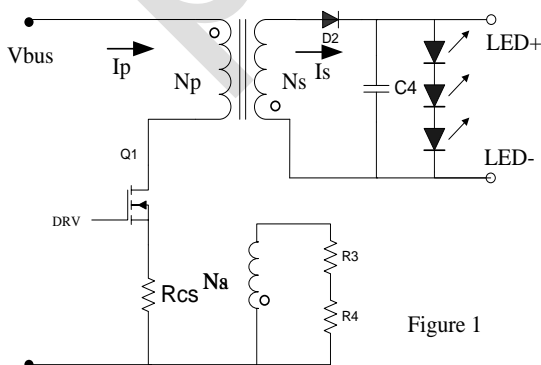 Vbus
Ip
Np
Ns
D2
Is
C4
LED+
LED-
Q1
DRV
Rcs
Na
R3
R4
Figure 1